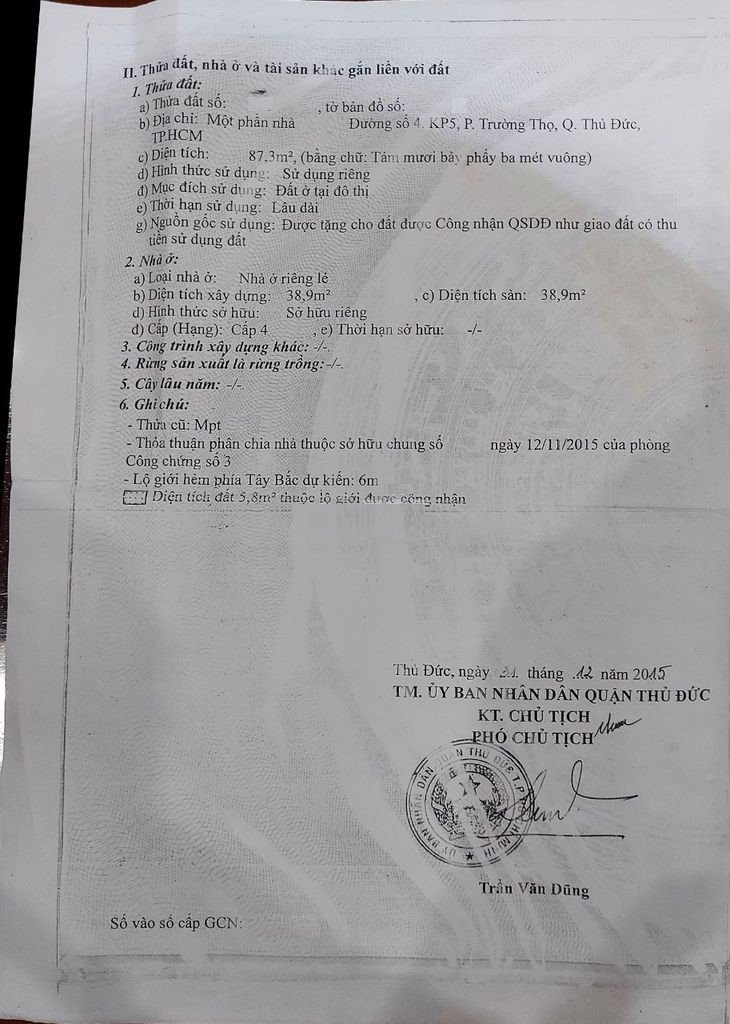 II. Thửa đất, nhà ở và tài sản khác gắn liền với đất
1. Thửa đất:
a) Thửa đất số: , tờ bản đồ số:
b) Địa chỉ: Một phần nhà Đường số 4, KP5, P. Trường Thọ, Q. Thủ Đức,
TP.HCM
c) Diện tích: 87,3m², (bằng chữ: Tám mươi bảy phẩy ba mét vuông)
d) Hình thức sử dụng: Sử dụng riêng
đ) Mục đích sử dụng: Đất ở tại đô thị
e) Thời hạn sử dụng: Lâu dài
g) Nguồn gốc sử dụng: Được tặng cho đất được Công nhận QSDĐ như giao đất có thu
tiền sử dụng đất
2. Nhà ở:
a) Loại nhà ở: Nhà ở riêng lẻ
b) Diện tích xây dựng: 38,9m² , c) Diện tích sàn: 38,9m²
d) Hình thức sở hữu: Sở hữu riêng
đ) Cấp (Hạng): Cấp 4 , e) Thời hạn sở hữu: -/-
3. Công trình xây dựng khác: -/-.
4. Rừng sản xuất là rừng trồng: -/-.
5. Cây lâu năm: -/-.
6. Ghi chú:
- Thửa cũ: Mpt
- Thỏa thuận phân chia nhà thuộc sở hữu chung số ngày 12/11/2015 của phòng
Công chứng số 3
- Lộ giới hẻm phía Tây Bắc dự kiến: 6m
Diện tích đất 5,8m² thuộc lộ giới được công nhận
Thủ Đức, ngày 31 tháng 12 năm 2015
TM. ỦY BAN NHÂN DÂN QUẬN THỦ ĐỨC
KT. CHỦ TỊCH
PHÓ CHỦ TỊCH
ỦY BAN NHÂN DÂN QUẬN THỦ ĐỨC T.P HỒ CHÍ MINH
Trần Văn Dũng
Số vào sổ cấp GCN: